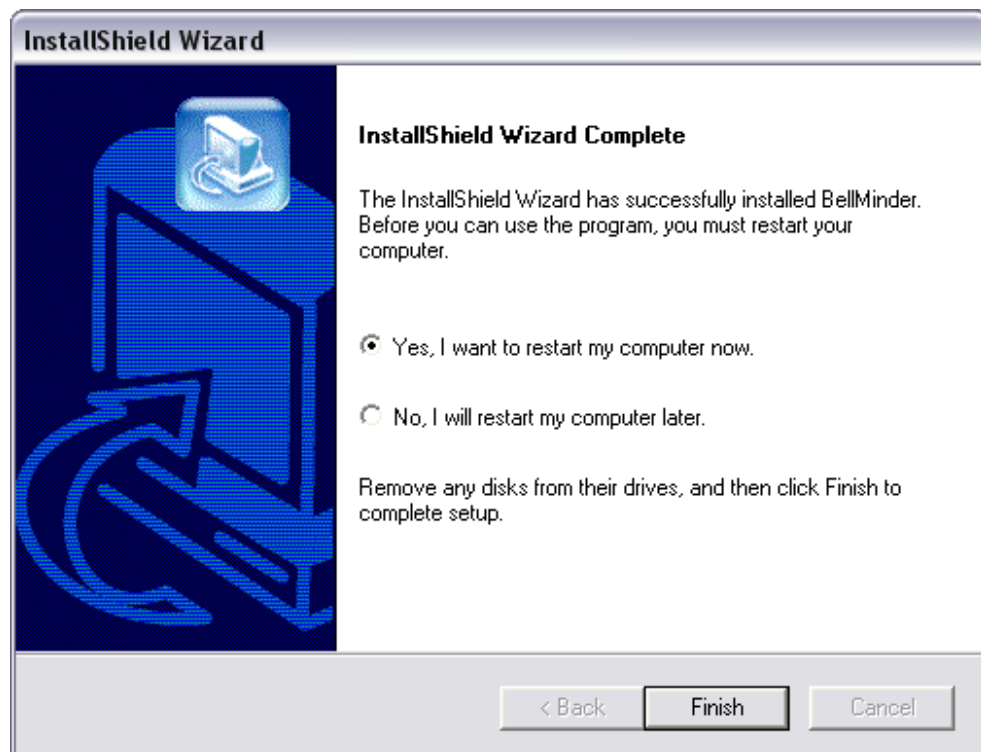 InstallShield Wizard
InstallShield Wizard Complete
The InstallShield Wizard has successfully installed BellMinder.
Before you can use the program, you must restart your
computer.
Yes, I want to restart my computer now.
No, I will restart my computer later.
Remove any disks from their drives, and then click Finish to
complete setup.
< Back
Finish
Cancel